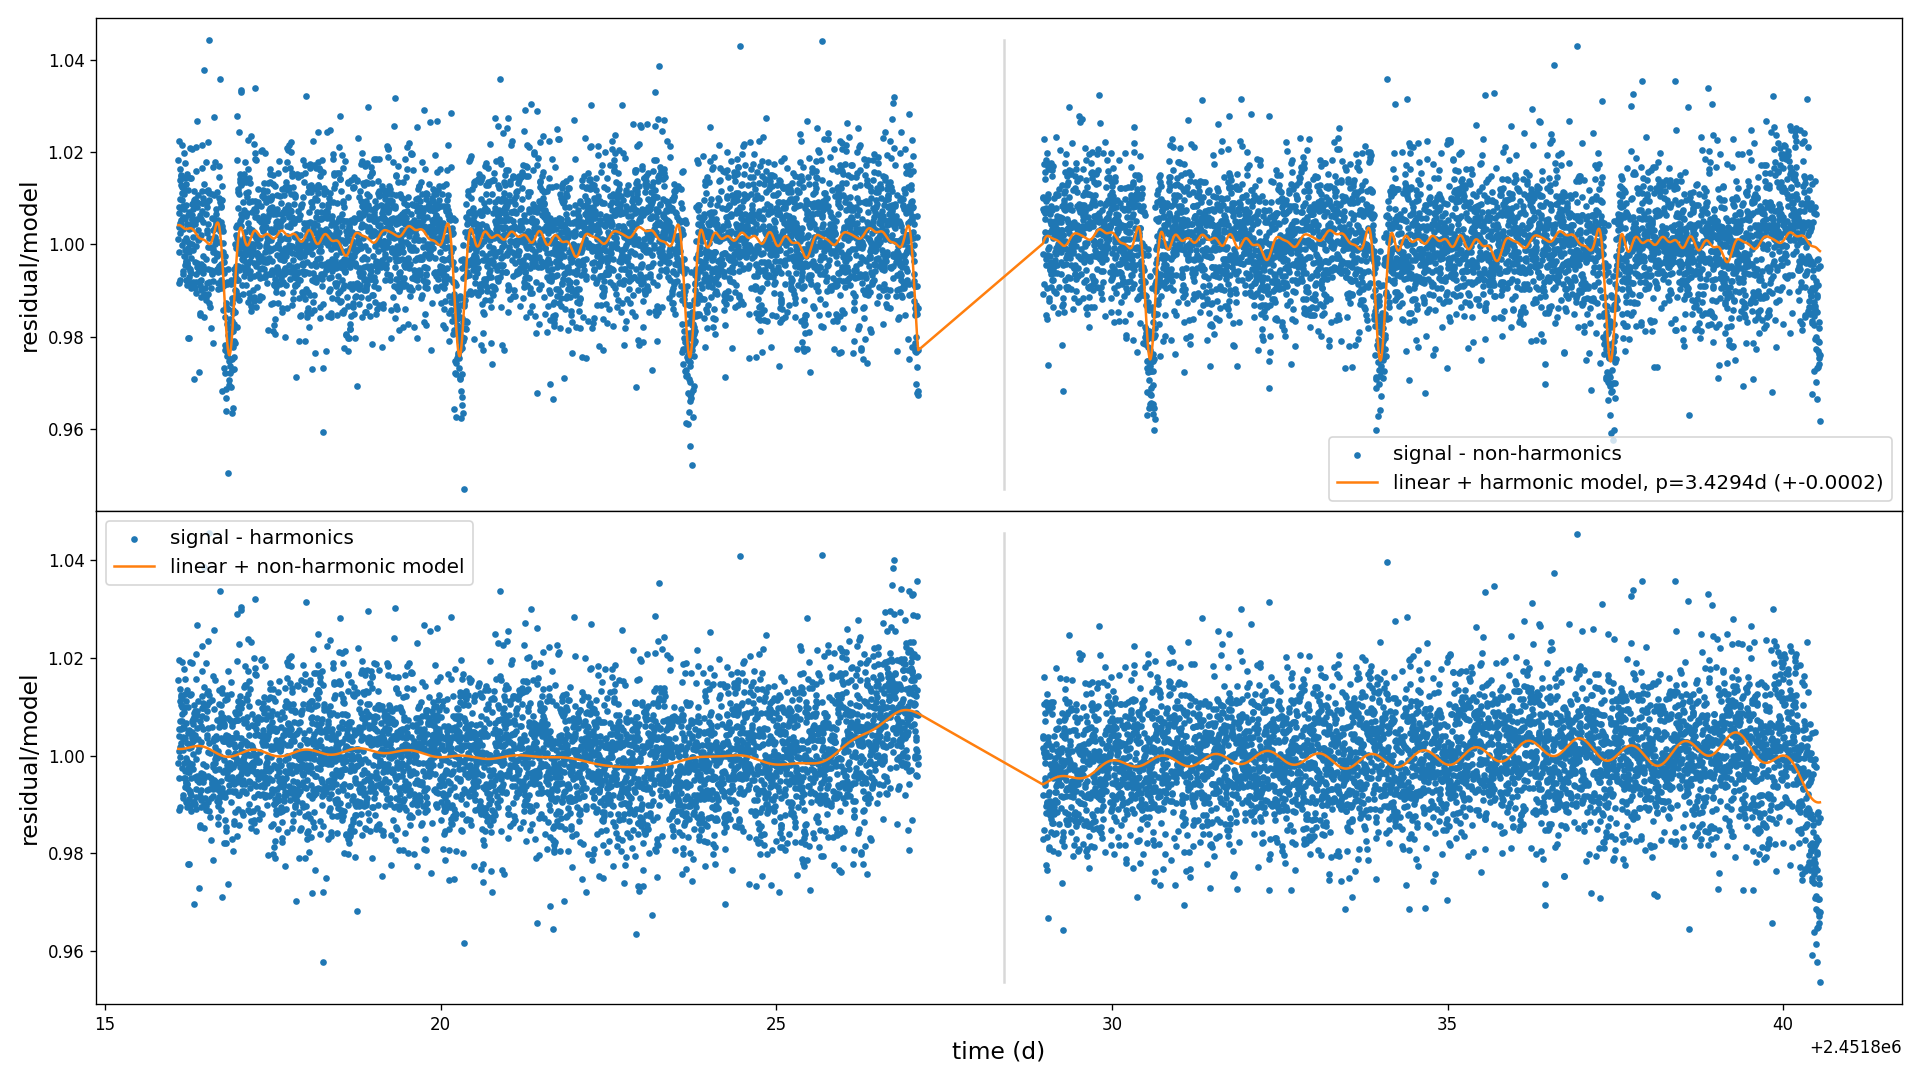 1.04
1.02
1.00
0.98
0.96
residual/model
signal - non-harmonics
linear + harmonic model, p=3.4294d (+-0.0002)
signal - harmonics
linear + non-harmonic model
1.04
1.02
1.00
0.98
0.96
residual/model
15
20
25
30
35
40
time (d)
+2.4518e6